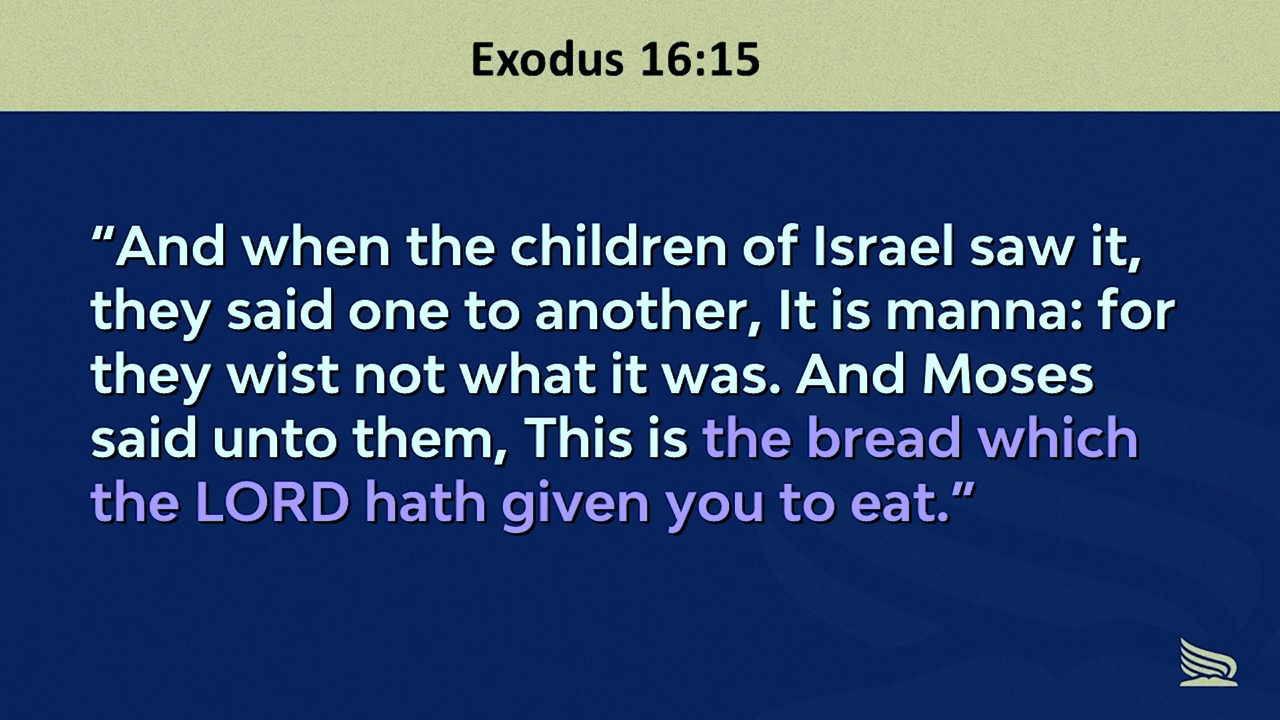 Exodus 16:15
“And when the children of Israel saw it,
they said one to another, It is manna: for
they wist not what it was. And Moses
said unto them, This is the bread which
the LORD hath given you to eat.”